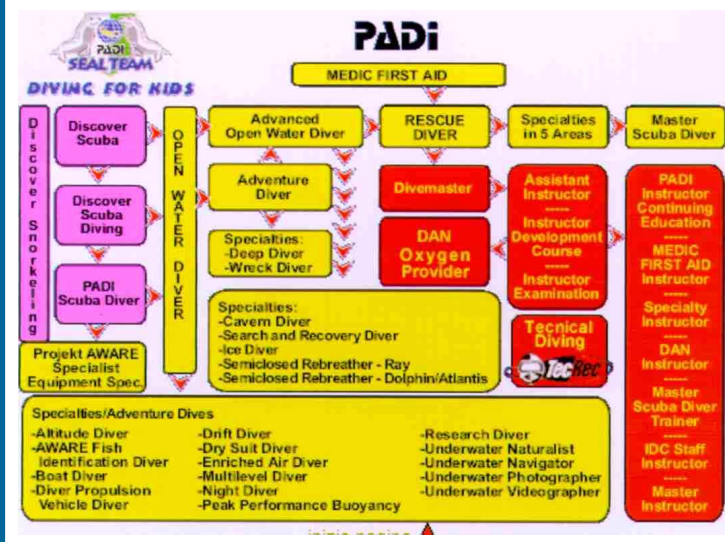 PADI
SEAL TEAM
DIVING FOR KIDS
PADI
MEDIC FIRST AID
Discover Snorkeling
Discover
Scuba
Discover
Scuba
Diving
PADI
Scuba Diver
Projekt AWARE
Specialist
Equipment Spec.
OPEN WATER DIVER
Advanced
Open Water Diver
Adventure
Diver
Specialties:
-Deep Diver
-Wreck Diver
RESCUE
DIVER
Specialties
in 5 Areas
Master
Scuba Diver
Divemaster
DAN
Oxygen
Provider
Assistant
Instructor
-----
Instructor
Development
Course
-----
Instructor
Examination
PADI
Instructor
Continuing
Education
-----
MEDIC
FIRST AID
Instructor
-----
Specialty
Instructor
-----
DAN
Instructor
-----
Master
Scuba Diver
Trainer
-----
IDC Staff
Instructor
-----
Master
Instructor
Specialties:
-Cavern Diver
-Search and Recovery Diver
-Ice Diver
-Semiclosed Rebreather - Ray
-Semiclosed Rebreather - Dolphin/Atlantis
Tecnical
Diving
TecRec
Specialties/Adventure Dives
-Altitude Diver
-AWARE Fish
Identification Diver
-Boat Diver
-Diver Propulsion
Vehicle Diver
-Drift Diver
-Dry Suit Diver
-Enriched Air Diver
-Multilevel Diver
-Night Diver
-Peak Performance Buoyancy
-Research Diver
-Underwater Naturalist
-Underwater Navigator
-Underwater Photographer
-Underwater Videographer